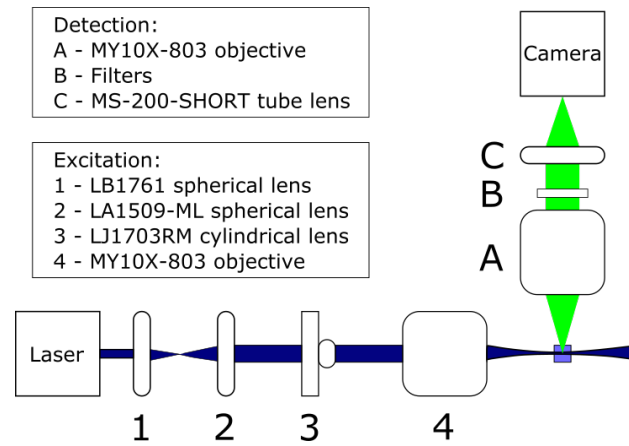 Detection:
A - MY10X-803 objective
B - Filters
C - MS-200-SHORT tube lens
Excitation:
1 - LB1761 spherical lens
2 - LA1509-ML spherical lens
3 - LJ1703RM cylindrical lens
4 - MY10X-803 objective
Camera
C
B
A
Laser
1 2 3 4